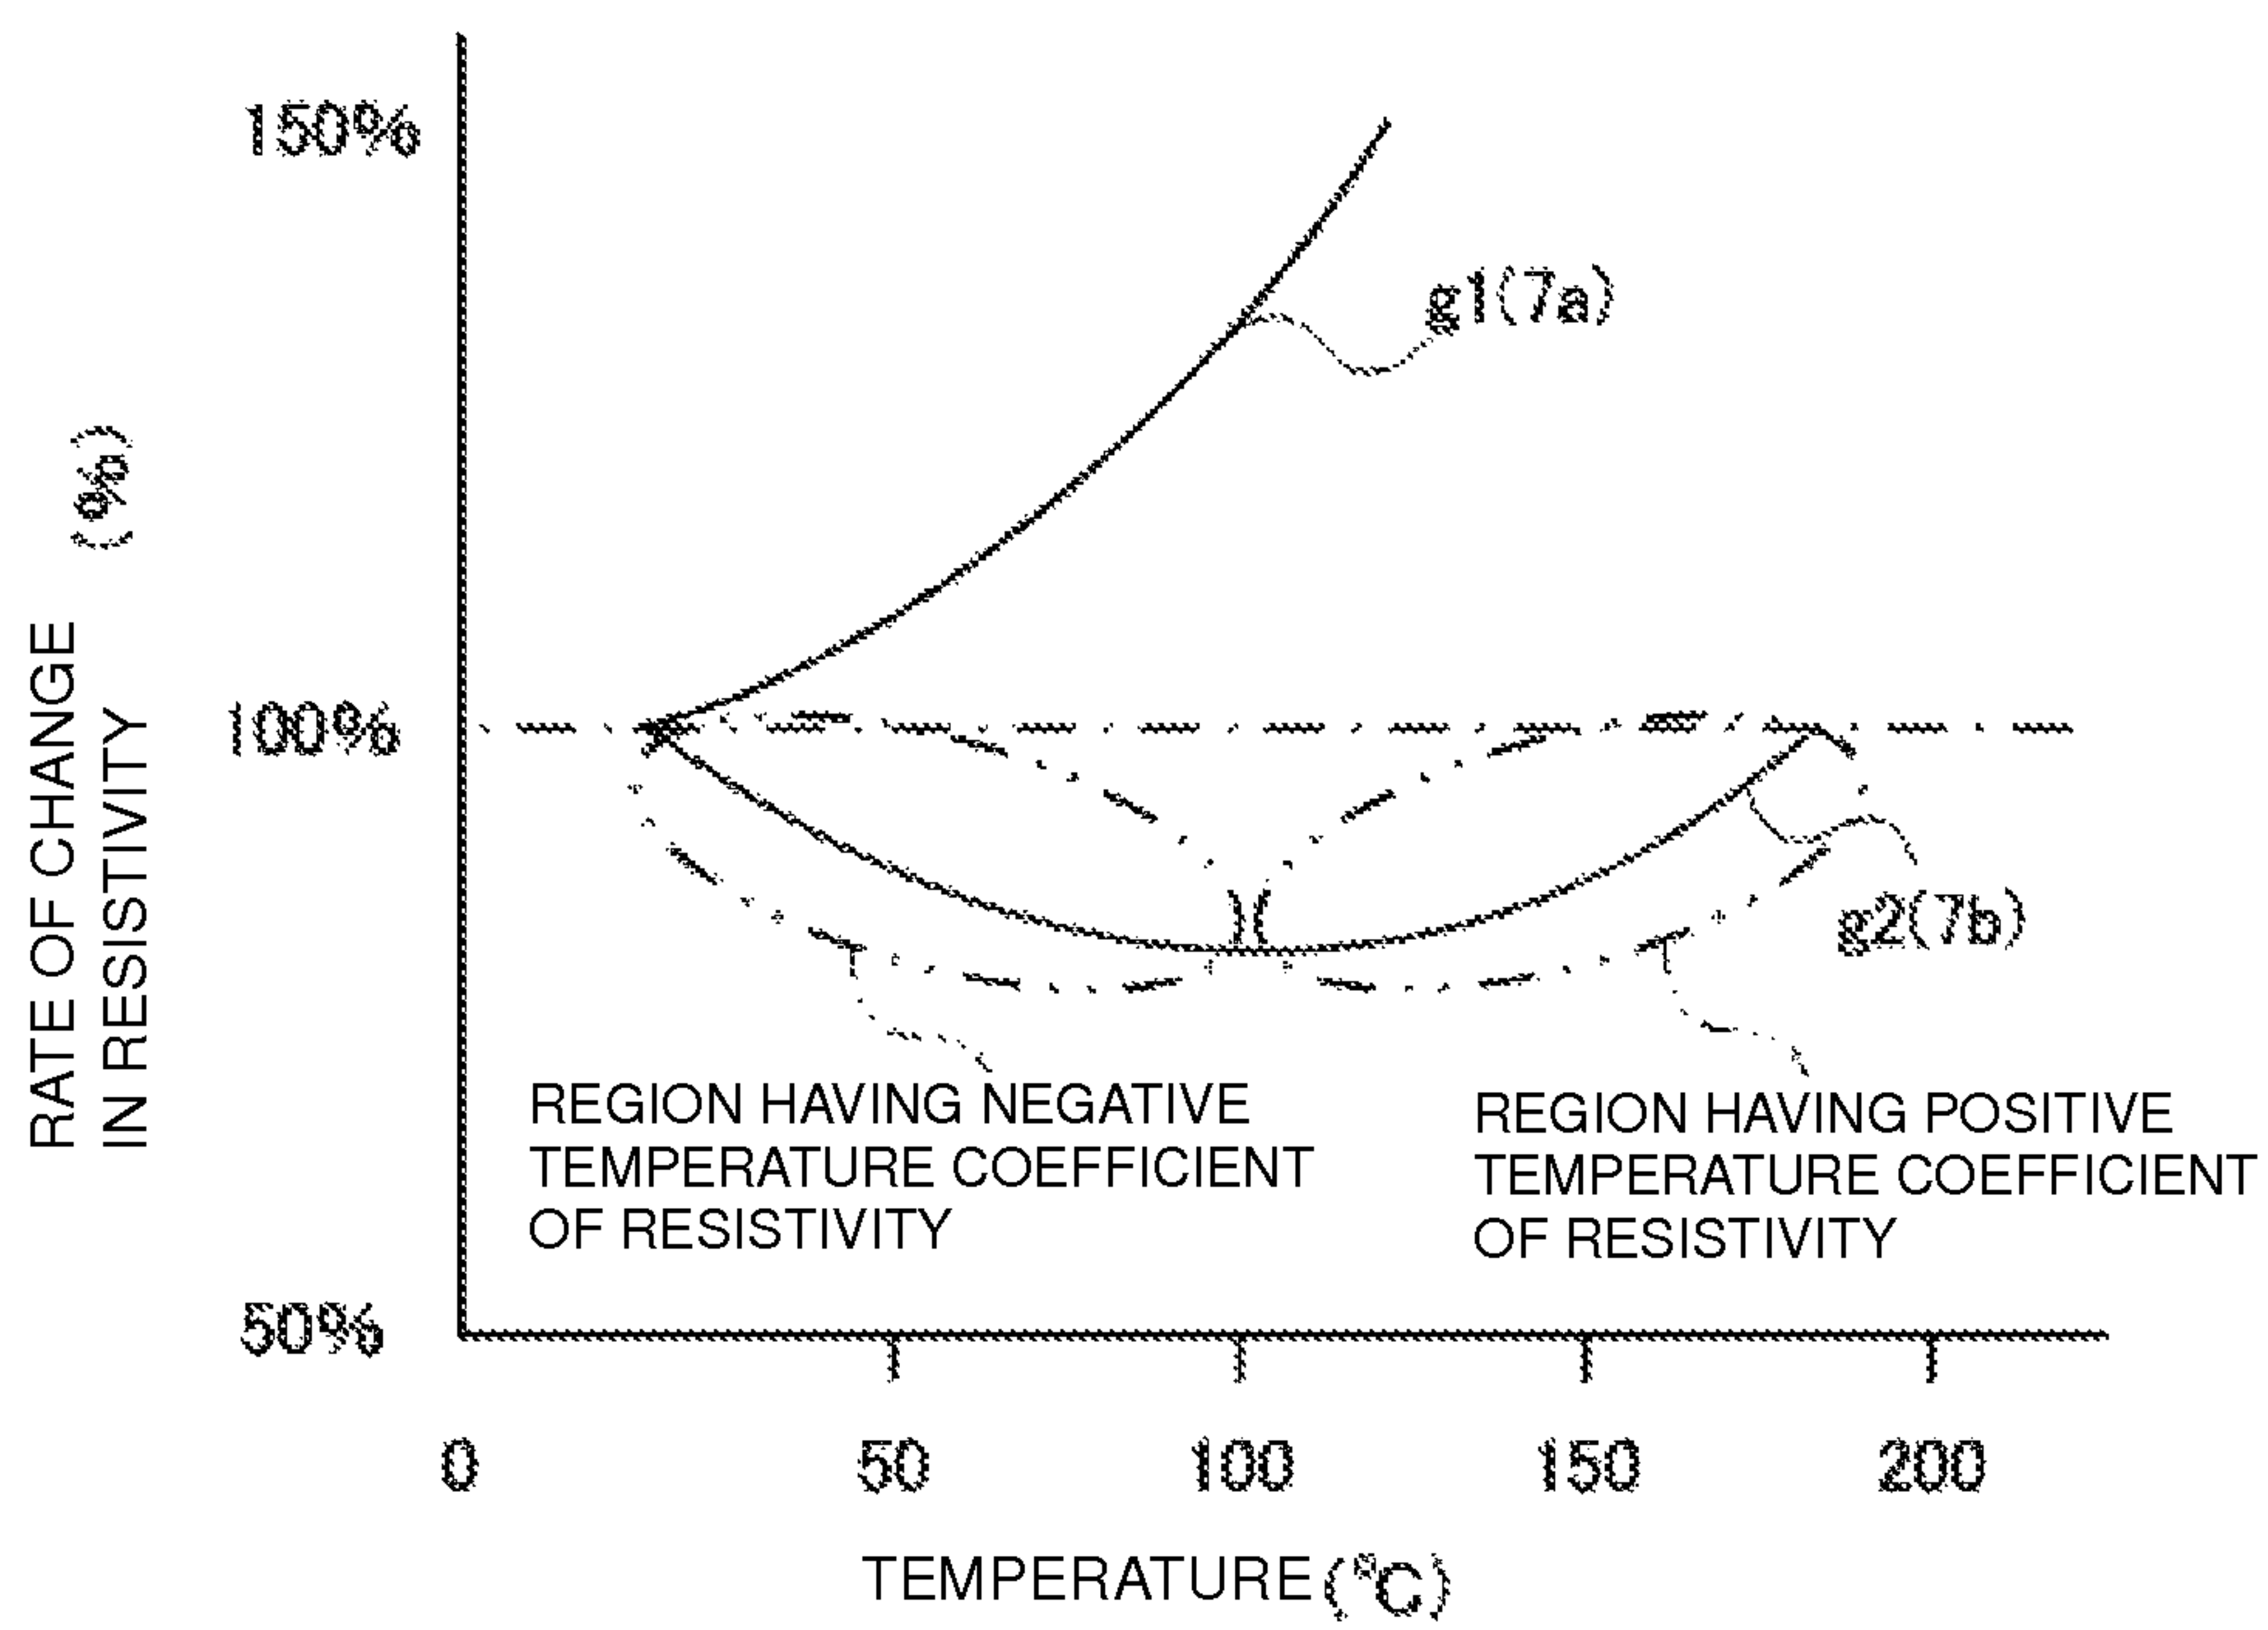 150%
g1(7a)
(%)
RATE OF CHANGE
IN RESISTIVITY
100%
g2(7b)
REGION HAVING NEGATIVE
TEMPERATURE COEFFICIENT
OF RESISTIVITY
REGION HAVING POSITIVE
TEMPERATURE COEFFICIENT
OF RESISTIVITY
50%
0 50 100 150 200
TEMPERATURE (°C)